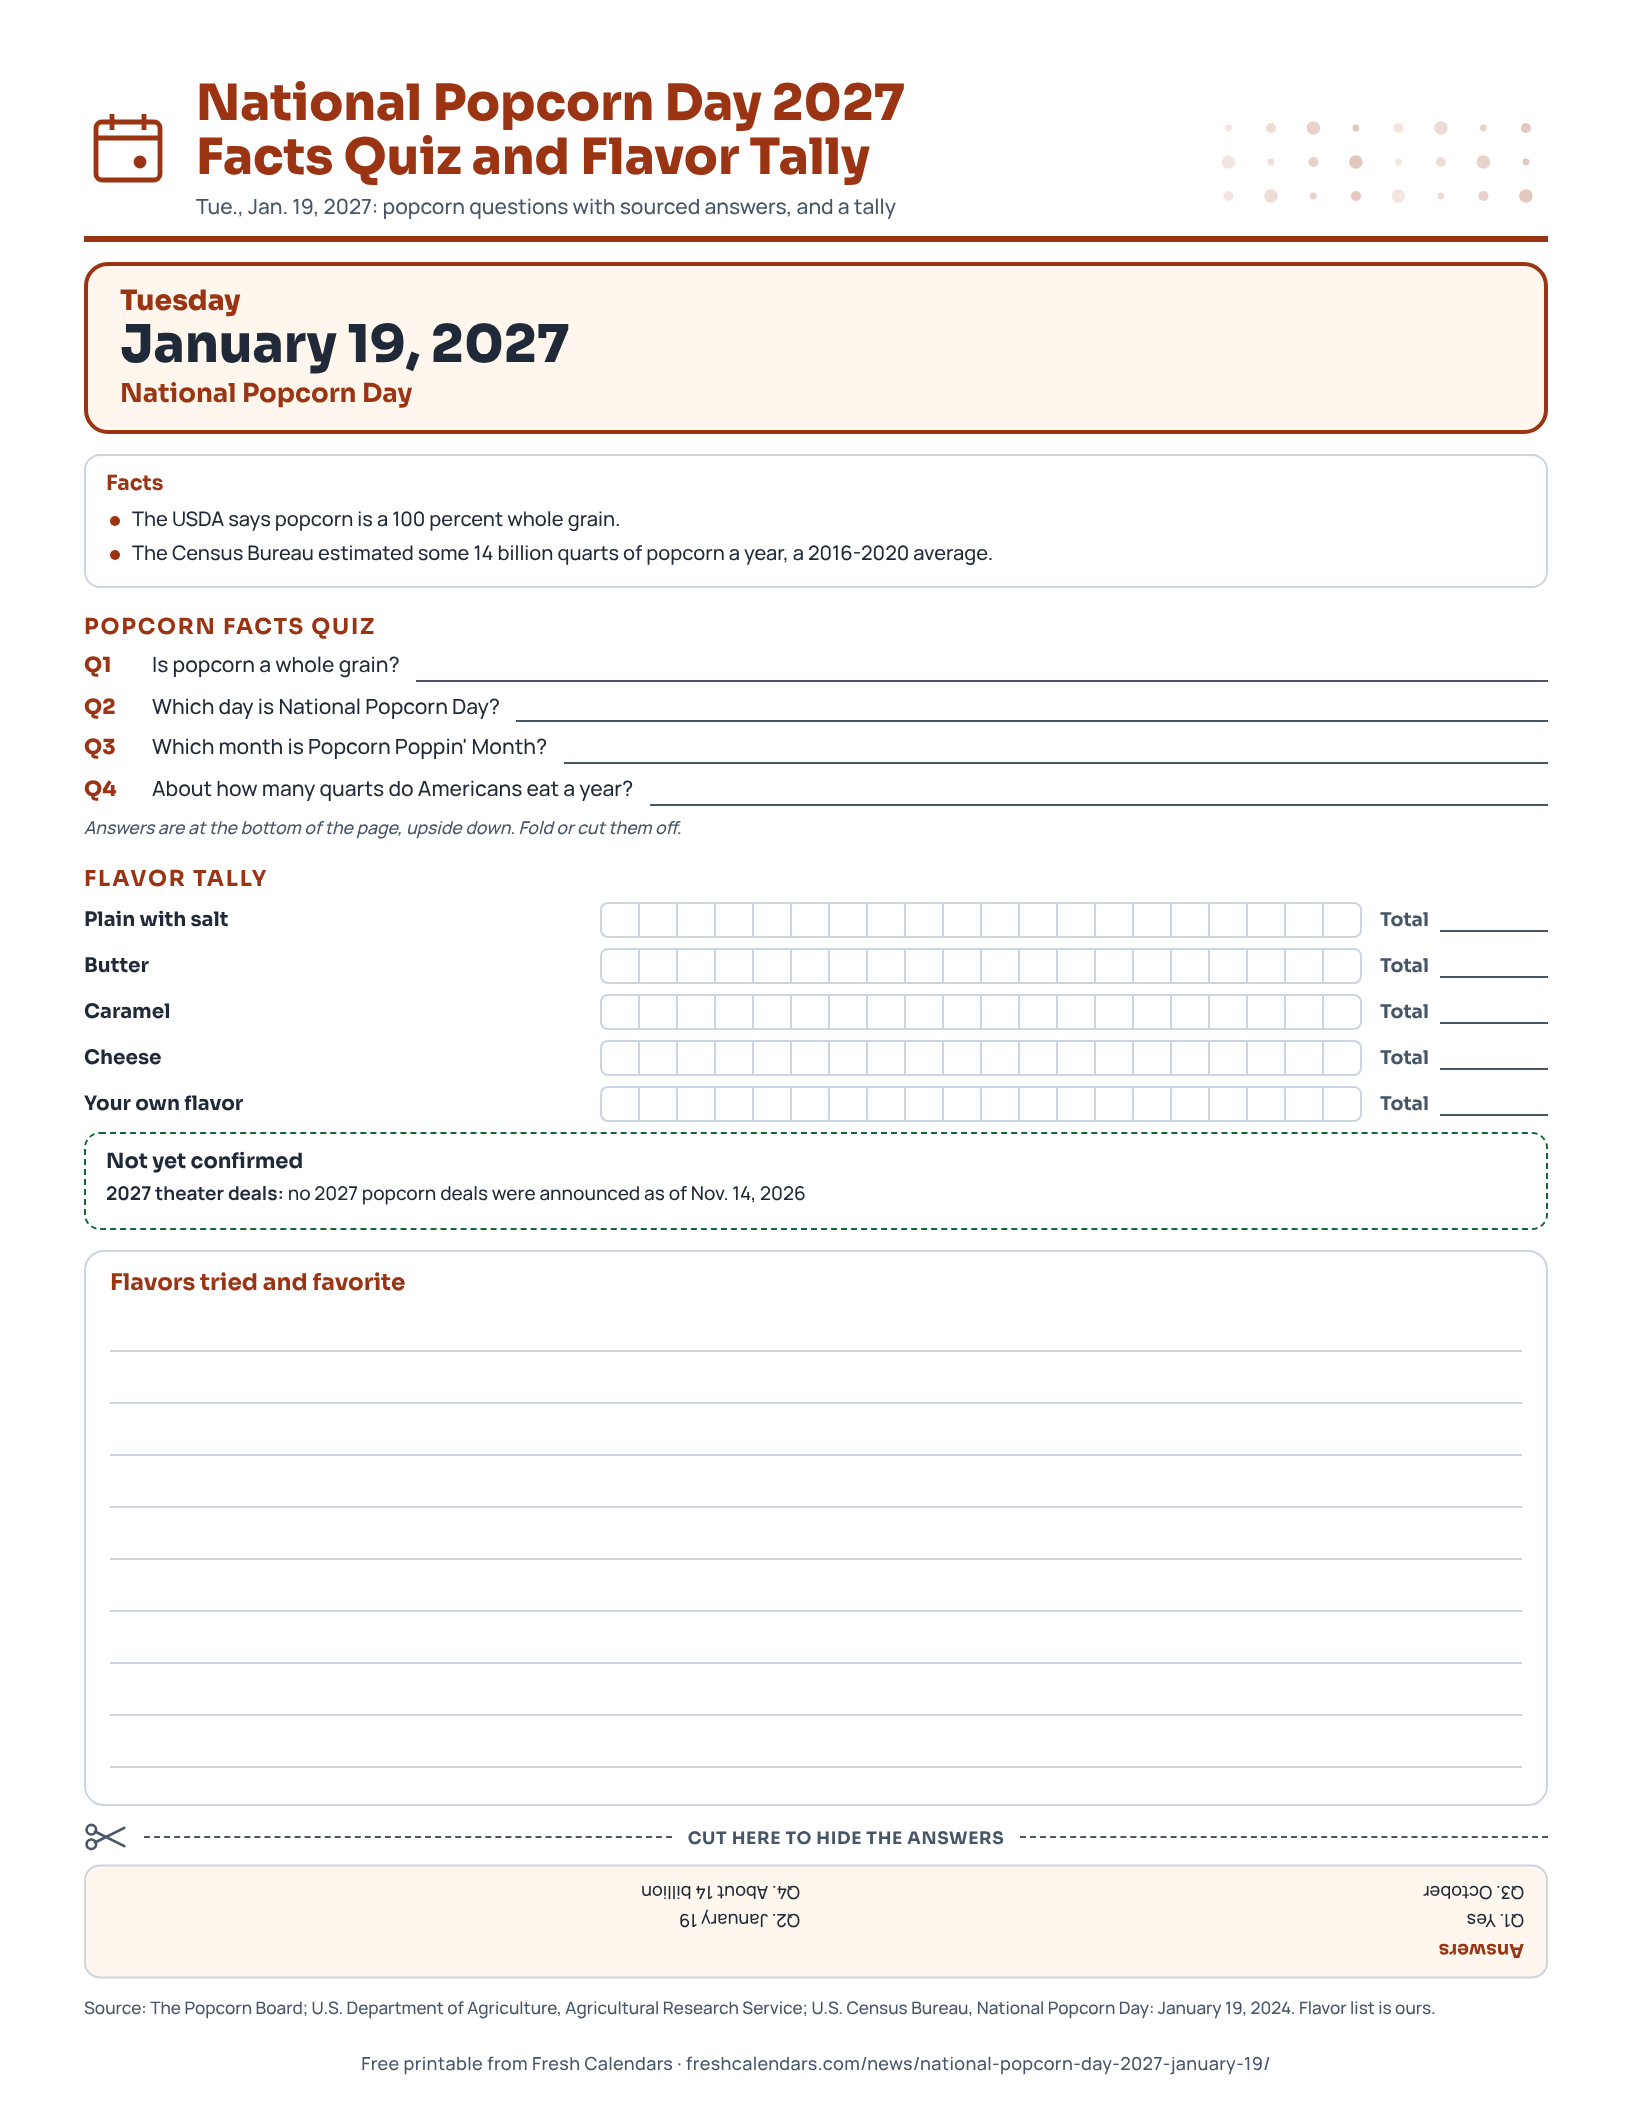 National Popcorn Day 2027
Facts Quiz and Flavor Tally
Tue., Jan. 19, 2027: popcorn questions with sourced answers, and a tally
Tuesday
January 19, 2027
National Popcorn Day
Facts
The USDA says popcorn is a 100 percent whole grain.
The Census Bureau estimated some 14 billion quarts of popcorn a year, a 2016-2020 average.
POPCORN FACTS QUIZ
Q1 Is popcorn a whole grain?
Q2 Which day is National Popcorn Day?
Q3 Which month is Popcorn Poppin' Month?
Q4 About how many quarts do Americans eat a year?
Answers are at the bottom of the page, upside down. Fold or cut them off.
FLAVOR TALLY
Plain with salt Total
Butter Total
Caramel Total
Cheese Total
Your own flavor Total
Not yet confirmed
2027 theater deals: no 2027 popcorn deals were announced as of Nov. 14, 2026
Flavors tried and favorite
CUT HERE TO HIDE THE ANSWERS
Answers
Q1. Yes Q2. January 19
Q3. October Q4. About 14 billion
Source: The Popcorn Board; U.S. Department of Agriculture, Agricultural Research Service; U.S. Census Bureau, National Popcorn Day: January 19, 2024. Flavor list is ours.
Free printable from Fresh Calendars · freshcalendars.com/news/national-popcorn-day-2027-january-19/